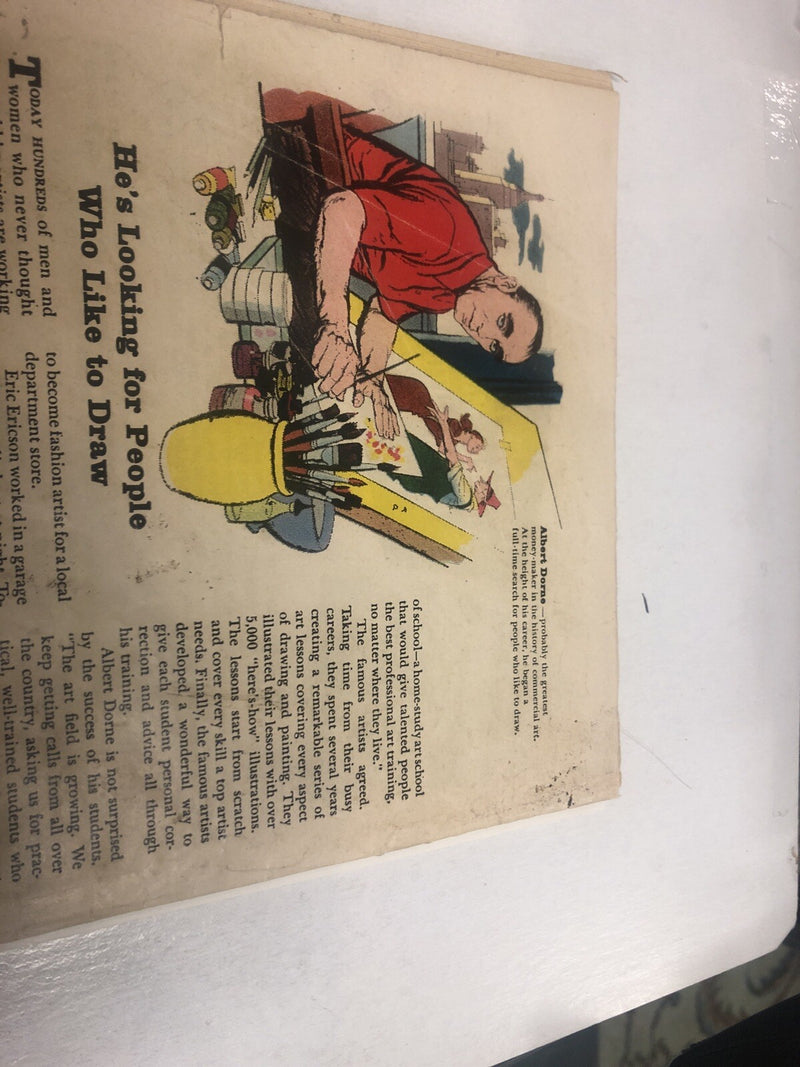 Albert Dorne—probably the greatest
money-maker in the history of commercial art.
At the height of his career, he began a
full-time search for people who like to draw.
He's Looking for People
Who Like to Draw
TODAY HUNDREDS of men and
women who never thought
artists are working
to become fashion artist for a local
department store.
Eric Ericson worked in a garage
To-
of school—a home-study art school
that would give talented people
the best professional art training,
no matter where they live."
The famous artists agreed.
Taking time from their busy
careers, they spent several years
creating a remarkable series of
art lessons covering every aspect
of drawing and painting. They
illustrated their lessons with over
5,000 "here's-how" illustrations.
The lessons start from scratch
and cover every skill a top artist
needs. Finally, the famous artists
developed a wonderful way to
give each student personal cor-
rection and advice all through
his training.
Albert Dorne is not surprised
by the success of his students.
"The art field is growing. We
keep getting calls from all over
the country, asking us for prac-
tical, well-trained students who